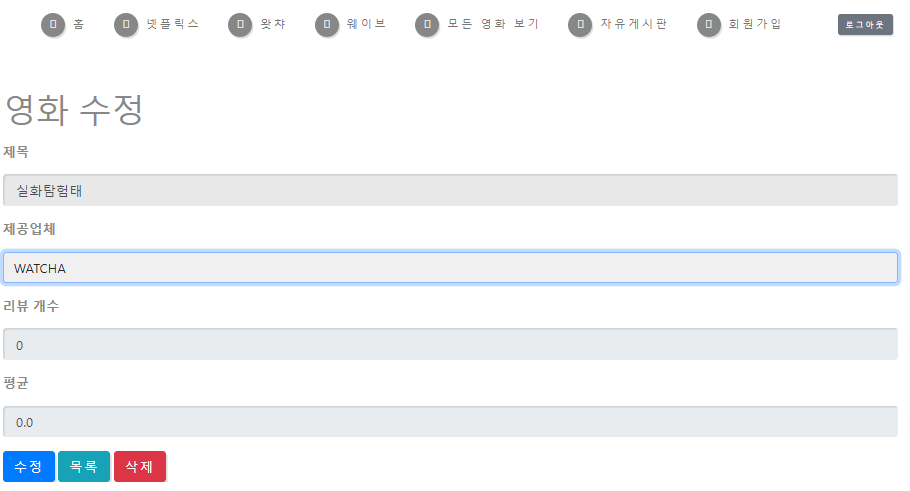 홈 넷플릭스 왓챠 웨이브 모든 영화 보기 자유게시판 회원가입 로그아웃
영화 수정
제목
실화탐험태
제공업체
WATCHA
리뷰 개수
0
평균
0.0
수정 목록 삭제